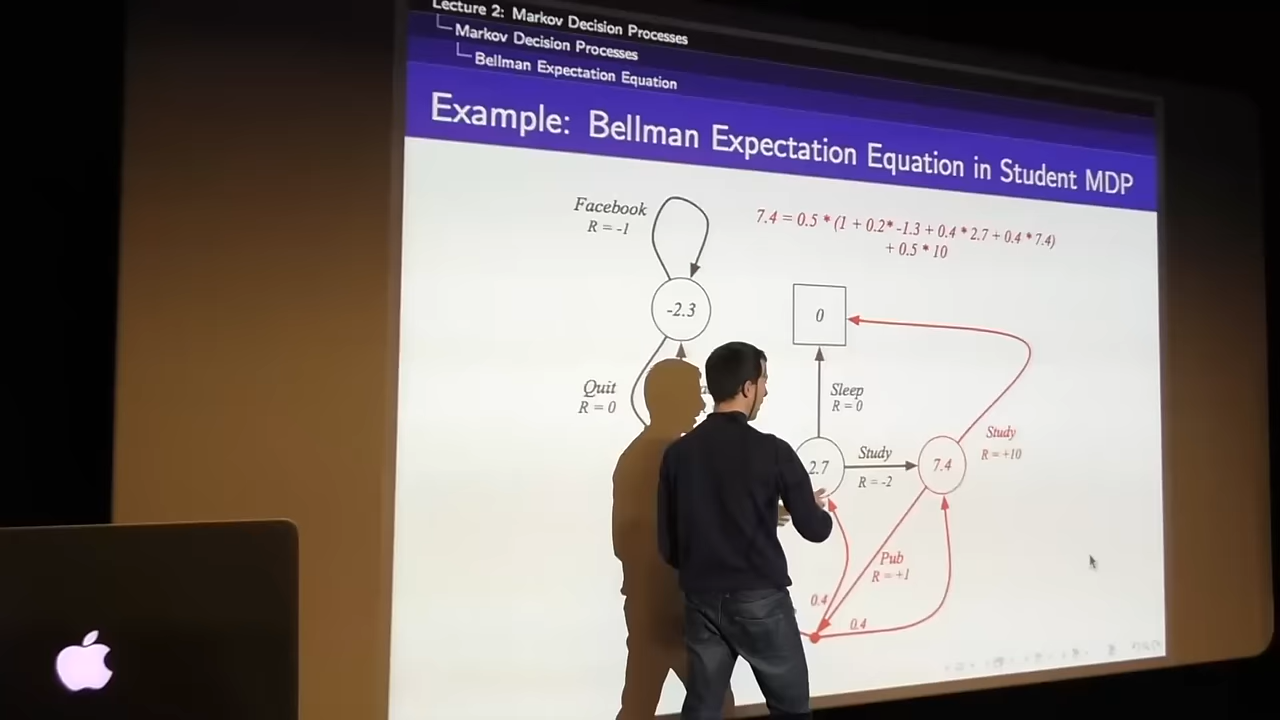 Lecture 2: Markov Decision Processes
Markov Decision Processes
Bellman Expectation Equation
Example: Bellman Expectation Equation in Student MDP
Facebook
R = -1
7.4 = 0.5 * (1 + 0.2* -1.3 + 0.4 * 2.7 + 0.4 * 7.4)
+ 0.5 * 10
-2.3
0
Quit
R = 0
Sleep
R = 0
2.7
Study
R = -2
7.4
Study
R = +10
Pub
R = +1
0.4
0.4